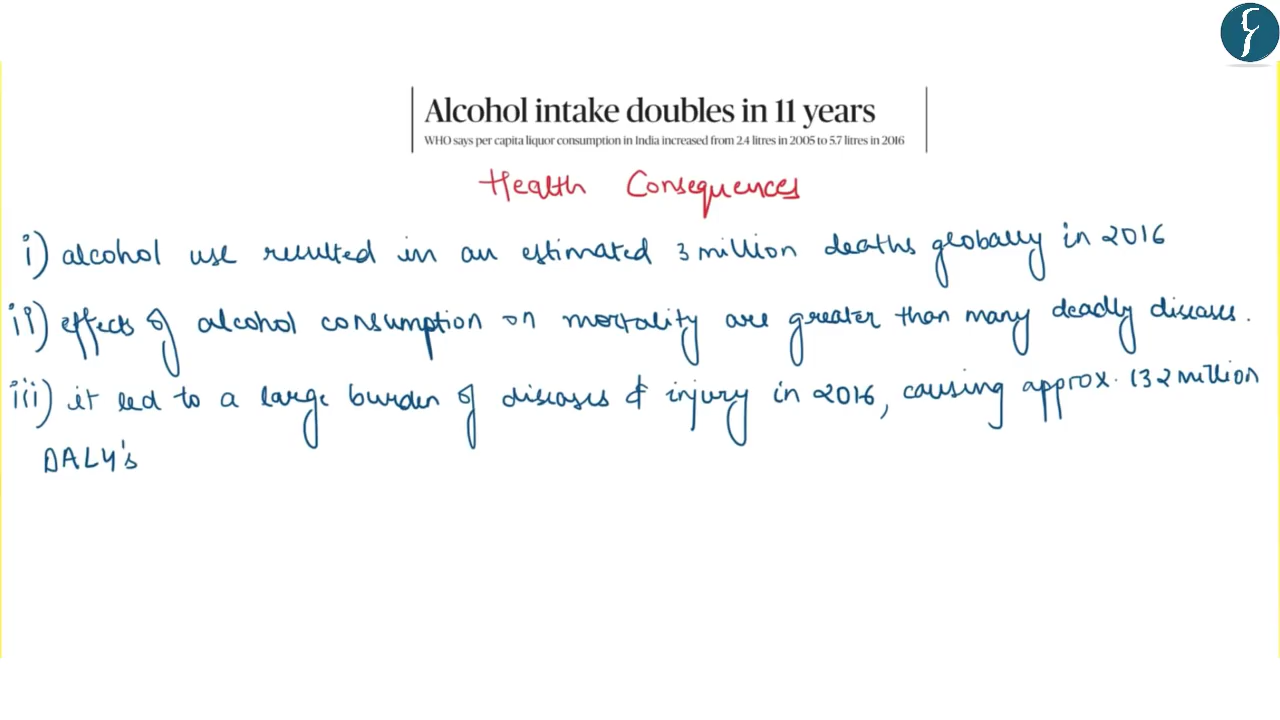 Alcohol intake doubles in 11 years
WHO says per capita liquor consumption in India increased from 2.4 litres in 2005 to 5.7 litres in 2016
Health Consequences
i) alcohol use resulted in an estimated 3 million deaths globally in 2016
ii) effects of alcohol consumption on mortality are greater than many deadly diseases.
iii) it led to a large burden of diseases & injury in 2016, causing approx. 132 million
DALY's